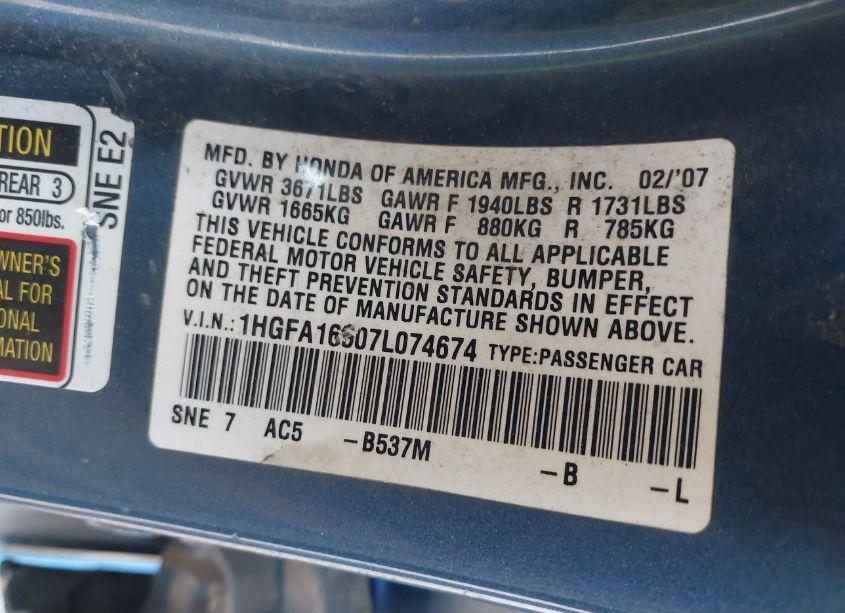 TION
REAR 3
or 850lbs.
SNE E2
WNER'S
AL FOR
ONAL
MATION
MFD. BY HONDA OF AMERICA MFG., INC. 02/'07
GVWR 3671LBS GAWR F 1940LBS R 1731LBS
GVWR 1665KG GAWR F 880KG R 785KG
THIS VEHICLE CONFORMS TO ALL APPLICABLE
FEDERAL MOTOR VEHICLE SAFETY, BUMPER,
AND THEFT PREVENTION STANDARDS IN EFFECT
ON THE DATE OF MANUFACTURE SHOWN ABOVE.
V.I.N.: 1HGFA16507L074674 TYPE:PASSENGER CAR
SNE 7 AC5 -B537M -B -L